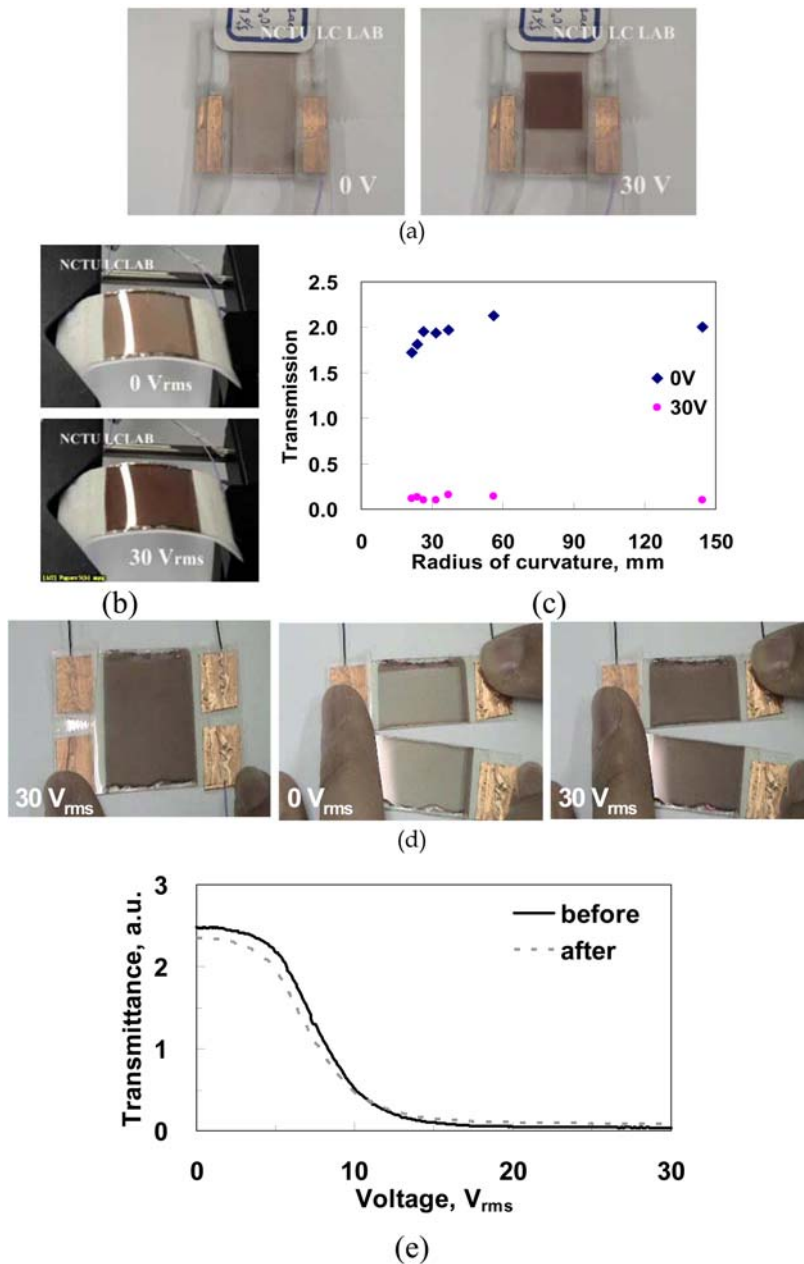 NCTU LC LAB
0 V
NCTU LC LAB
30 V
(a)
NCTU LCLAB
0 Vrms
NCTU LCLAB
30 Vrms
(b)
2.5
2.0
1.5
1.0
0.5
0.0
Transmission
0V
30V
0 30 60 90 120 150
Radius of curvature, mm
(c)
30 Vrms
0 Vrms
30 Vrms
(d)
3
2
1
0
Transmittance, a.u.
before
after
0 10 20 30
Voltage, Vrms
(e)